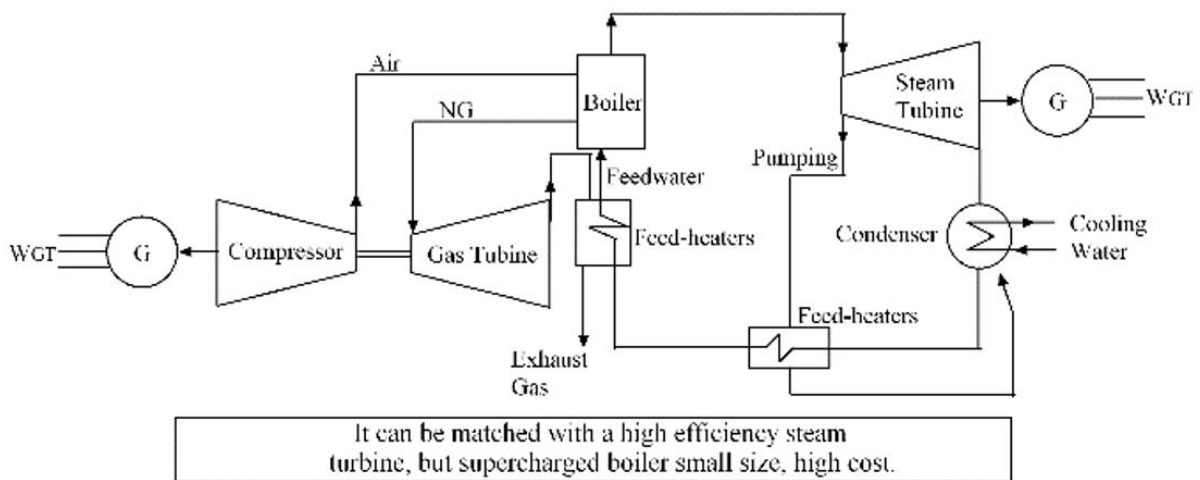 Air
Boiler
NG
Steam
Tubine
G
WGT
Pumping
Feedwater
WGT
G
Compressor
Gas Tubine
Feed-heaters
Condenser
Cooling
Water
Feed-heaters
Exhaust
Gas
It can be matched with a high efficiency steam
turbine, but supercharged boiler small size, high cost.